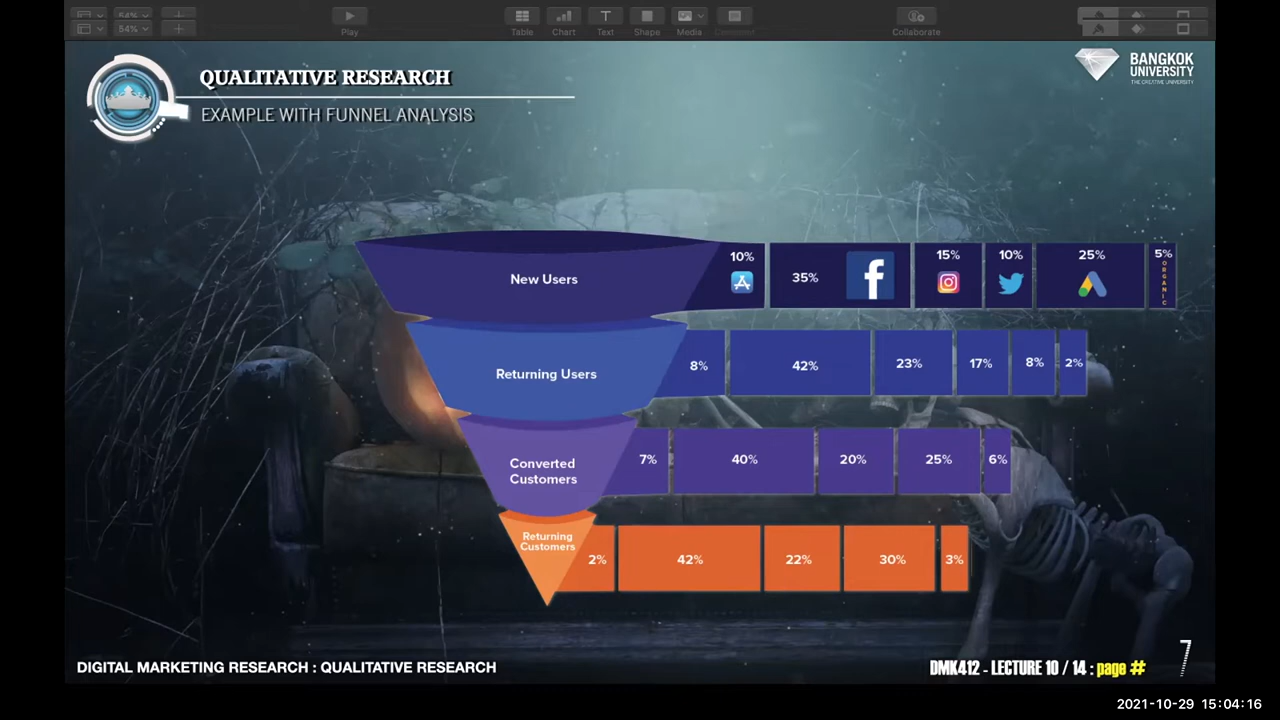 54%
54%
Play
Table
Chart
Text
Shape
Media
Collaborate
QUALITATIVE RESEARCH
EXAMPLE WITH FUNNEL ANALYSIS
BANGKOK
UNIVERSITY
THE CREATIVE UNIVERSITY
New Users
10%
35%
15%
10%
25%
5%
ORGANIC
Returning Users
8%
42%
23%
17%
8%
2%
Converted
Customers
7%
40%
20%
25%
6%
Returning
Customers
2%
42%
22%
30%
3%
DIGITAL MARKETING RESEARCH : QUALITATIVE RESEARCH
DMK412 - LECTURE 10 / 14 : page #
7
2021-10-29 15:04:16